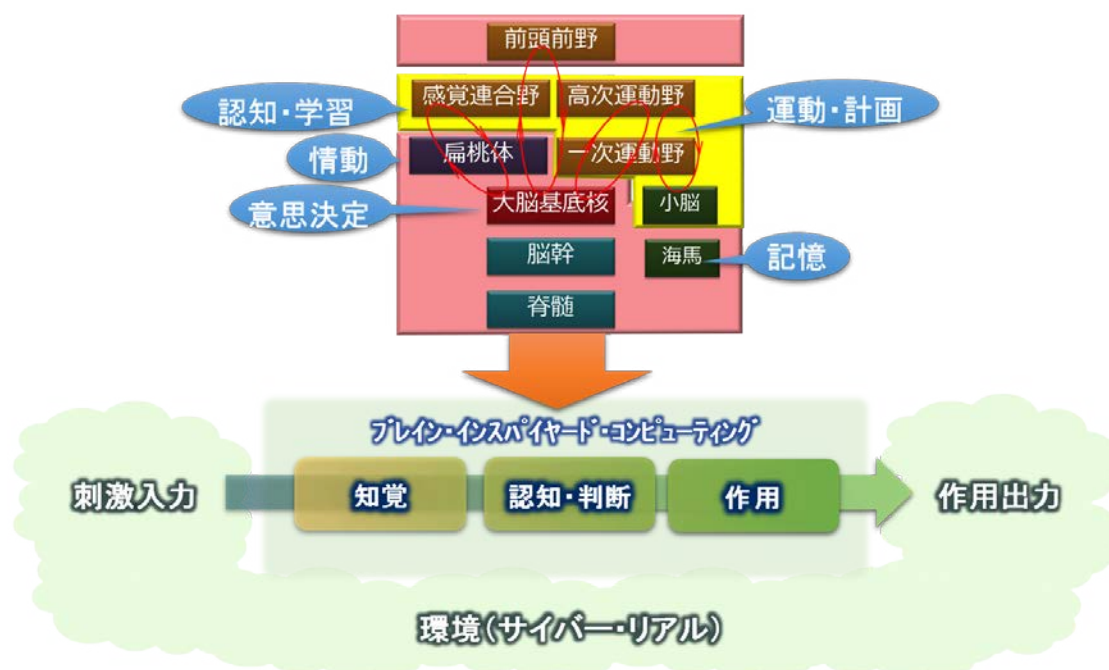 前頭前野
感覚連合野
高次運動野
認知・学習
運動・計画
扁桃体
一次運動野
情動
大脳基底核
小脳
意思決定
脳幹
海馬
記憶
脊髄
ブレイン・インスパイヤード・コンピューティング
刺激入力
知覚
認知・判断
作用
作用出力
環境(サイバー・リアル)